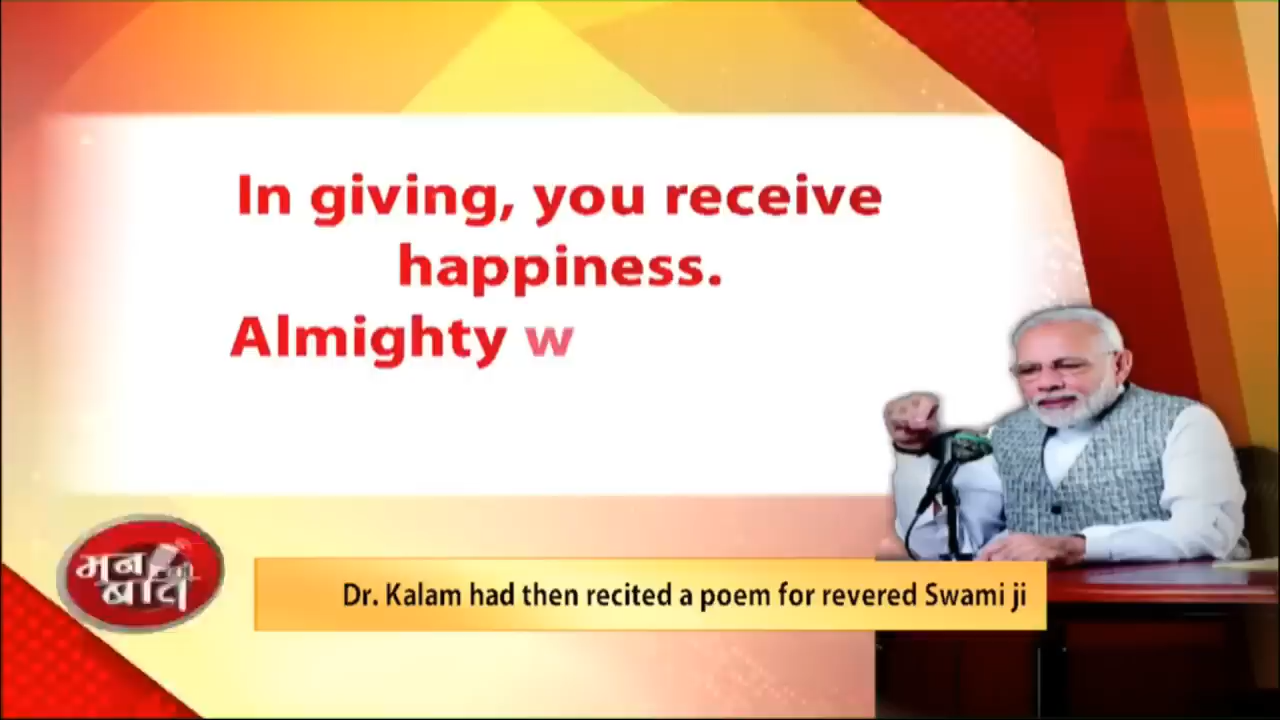 In giving, you receive
happiness.
Almighty w
मन की
बात
Dr. Kalam had then recited a poem for revered Swami ji